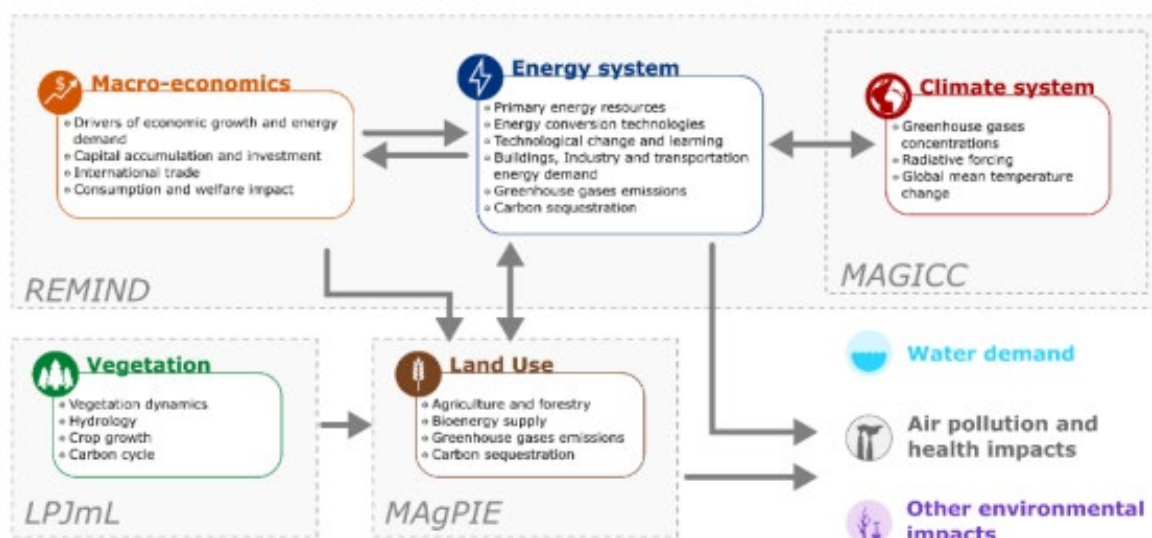 Macro-economics
Drivers of economic growth and energy
demand
Capital accumulation and investment
International trade
Consumption and welfare impact
Energy system
Primary energy resources
Energy conversion technologies
Technological change and learning
Buildings, Industry and transportation
energy demand
Greenhouse gases emissions
Carbon sequestration
Climate system
Greenhouse gases
concentrations
Radiative forcing
Global mean temperature
change
REMIND
MAGICC
Vegetation
Vegetation dynamics
Hydrology
Crop growth
Carbon cycle
LPJmL
Land Use
Agriculture and forestry
Bioenergy supply
Greenhouse gases emissions
Carbon sequestration
MAgPIE
Water demand
Air pollution and
health impacts
Other environmental
impacts